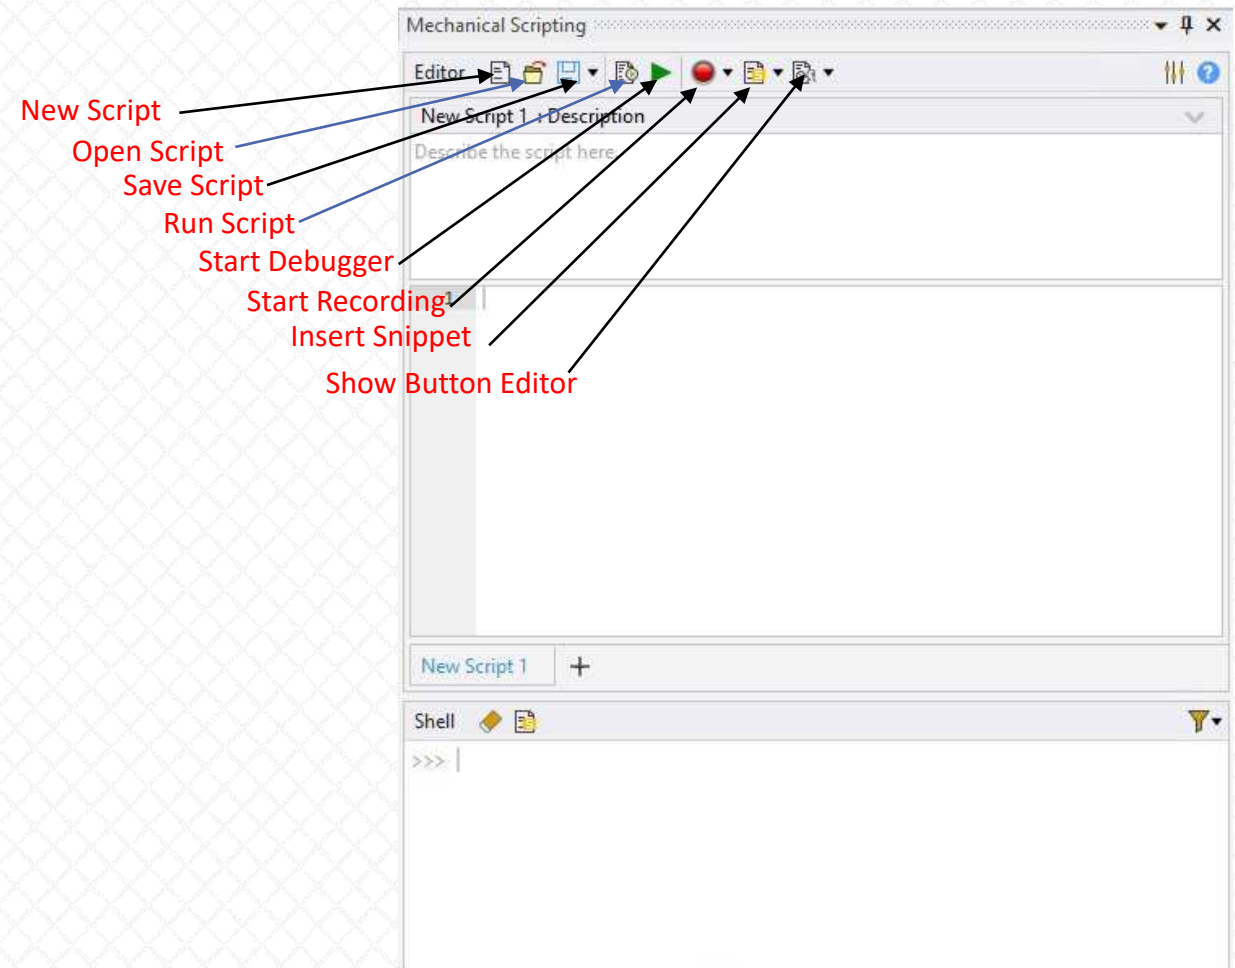 Mechanical Scripting
Editor
New Script
New Script 1 : Description
Open Script
Describe the script here
Save Script
Run Script
Start Debugger
Start Recording
1
Insert Snippet
Show Button Editor
New Script 1 +
Shell
>>>